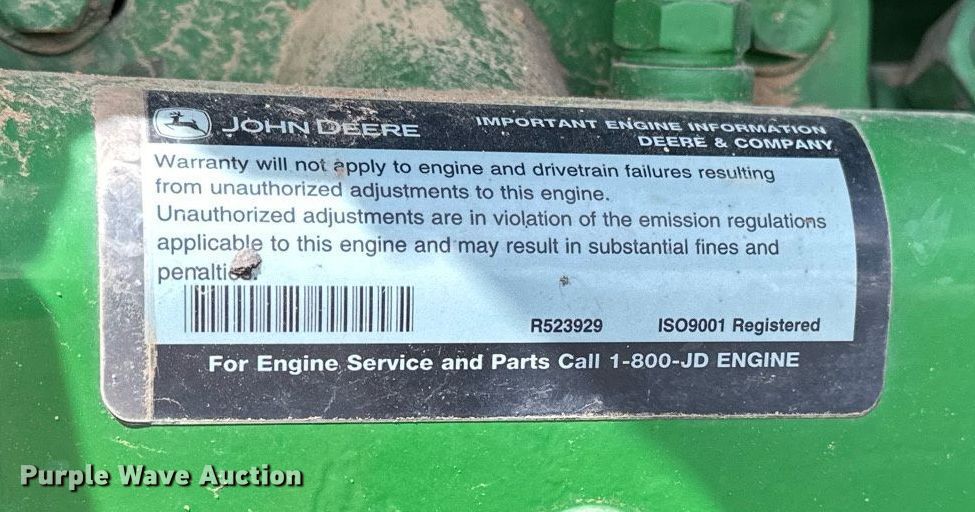 JOHN DEERE
IMPORTANT ENGINE INFORMATION
DEERE & COMPANY
Warranty will not apply to engine and drivetrain failures resulting
from unauthorized adjustments to this engine.
Unauthorized adjustments are in violation of the emission regulations
applicable to this engine and may result in substantial fines and
penalties.
R523929 ISO9001 Registered
For Engine Service and Parts Call 1-800-JD ENGINE
Purple Wave Auction